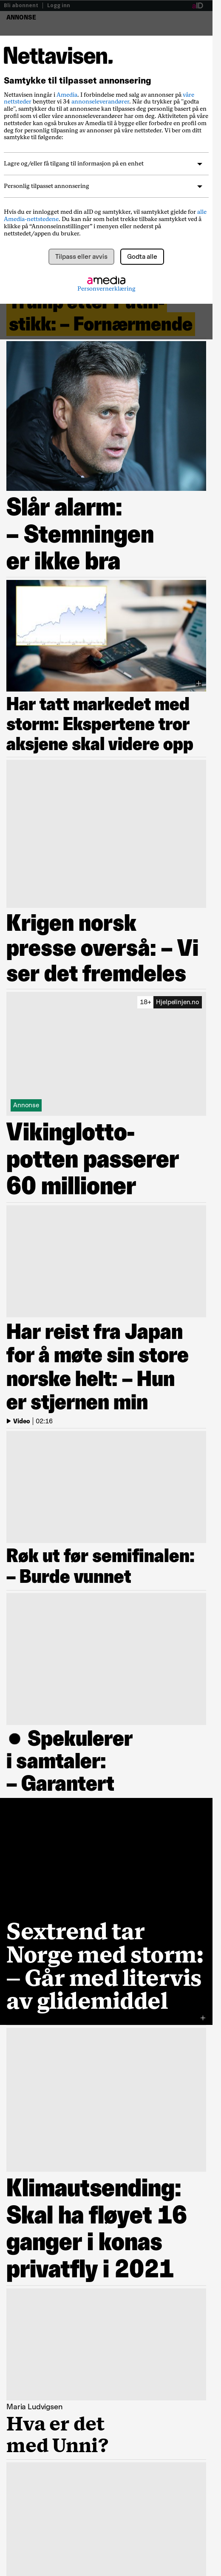 Bli abonnent | Logg inn
aID
ANNONSE
Nettavisen.
Samtykke til tilpasset annonsering
Nettavisen inngår i Amedia. I forbindelse med salg av annonser på våre
nettsteder benytter vi 34 annonseleverandører. Når du trykker på "godta
alle", samtykker du til at annonsene kan tilpasses deg personlig basert på en
profil som vi eller våre annonseleverandører har om deg. Aktiviteten på våre
nettsteder som er eiet av Amedia vil bygge og forbedre profilen om deg for
deg for personlig tilpasning av annonser på våre nettsteder. Vi ber om ditt
samtykke til følgende:
Lagre og/eller få tilgang til informasjon på en enhet
Personlig tilpasset annonsering
Hvis du er innlogget med din aID og samtykker, vil samtykket gjelde for alle
Amedia-nettstedene. Du kan når som helst trekke tilbake samtykket ved å
klikke på “Annonseinnstillinger” i menyen eller nederst på
nettstedet/appen du bruker.
Tilpass eller avvis
Godta alle
amedia
Personvernerklæring
stikk: – Fornærmende
Slår alarm:
– Stemningen
er ikke bra
Har tatt markedet med
storm: Ekspertene tror
aksjene skal videre opp
Krigen norsk
presse overså: – Vi
ser det fremdeles
18+ Hjelpelinjen.no
Annonse
Vikinglotto-
potten passerer
60 millioner
Har reist fra Japan
for å møte sin store
norske helt: – Hun
er stjernen min
Video | 02:16
Røk ut før semifinalen:
– Burde vunnet
● Spekulerer
i samtaler:
– Garantert
Sextrend tar
Norge med storm:
– Går med litervis
av glidemiddel
Klimautsending:
Skal ha fløyet 16
ganger i konas
privatfly i 2021
Maria Ludvigsen
Hva er det
med Unni?